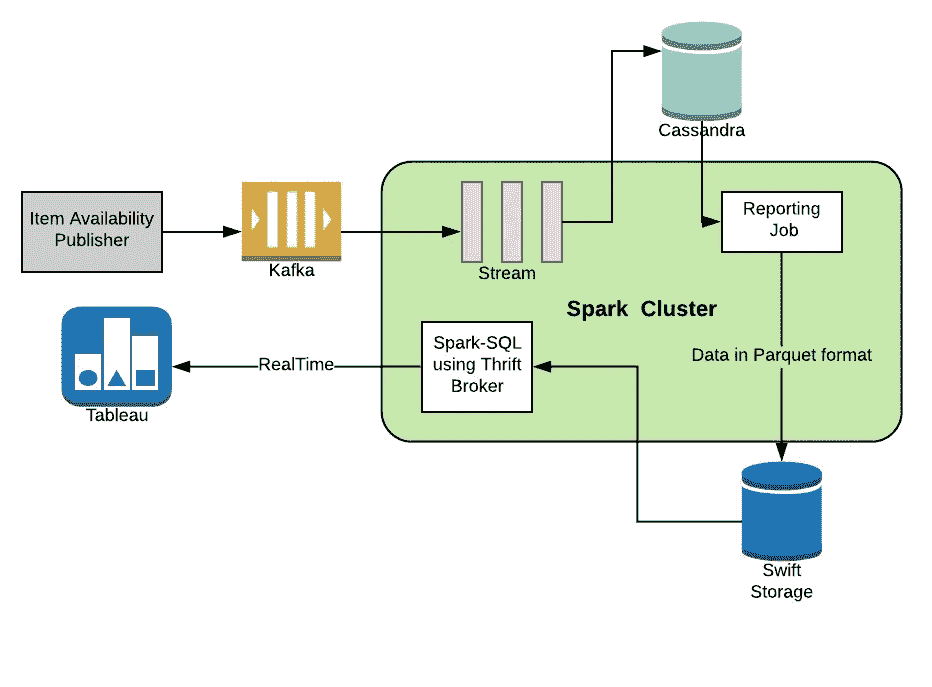 Cassandra
Item Availability
Publisher
Kafka
Stream
Reporting
Job
Spark Cluster
Spark-SQL
using Thrift
Broker
Data in Parquet format
RealTime
Tableau
Swift
Storage